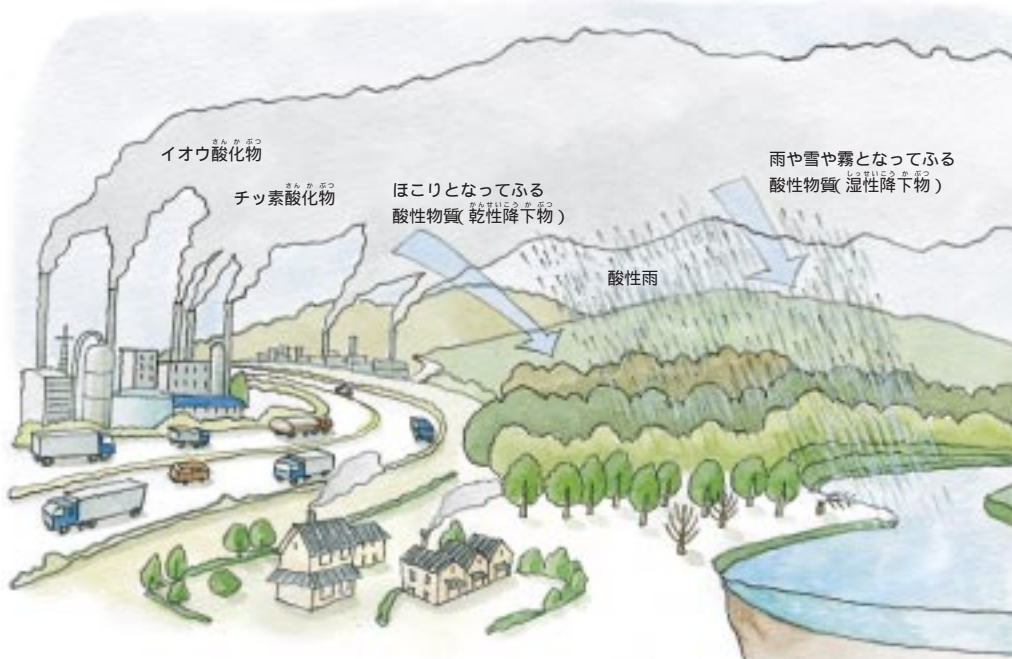 イオウ酸化物
チッ素酸化物
ほこりとなってふる
酸性物質(乾性降下物)
雨や雪や霧となってふる
酸性物質(湿性降下物)
酸性雨